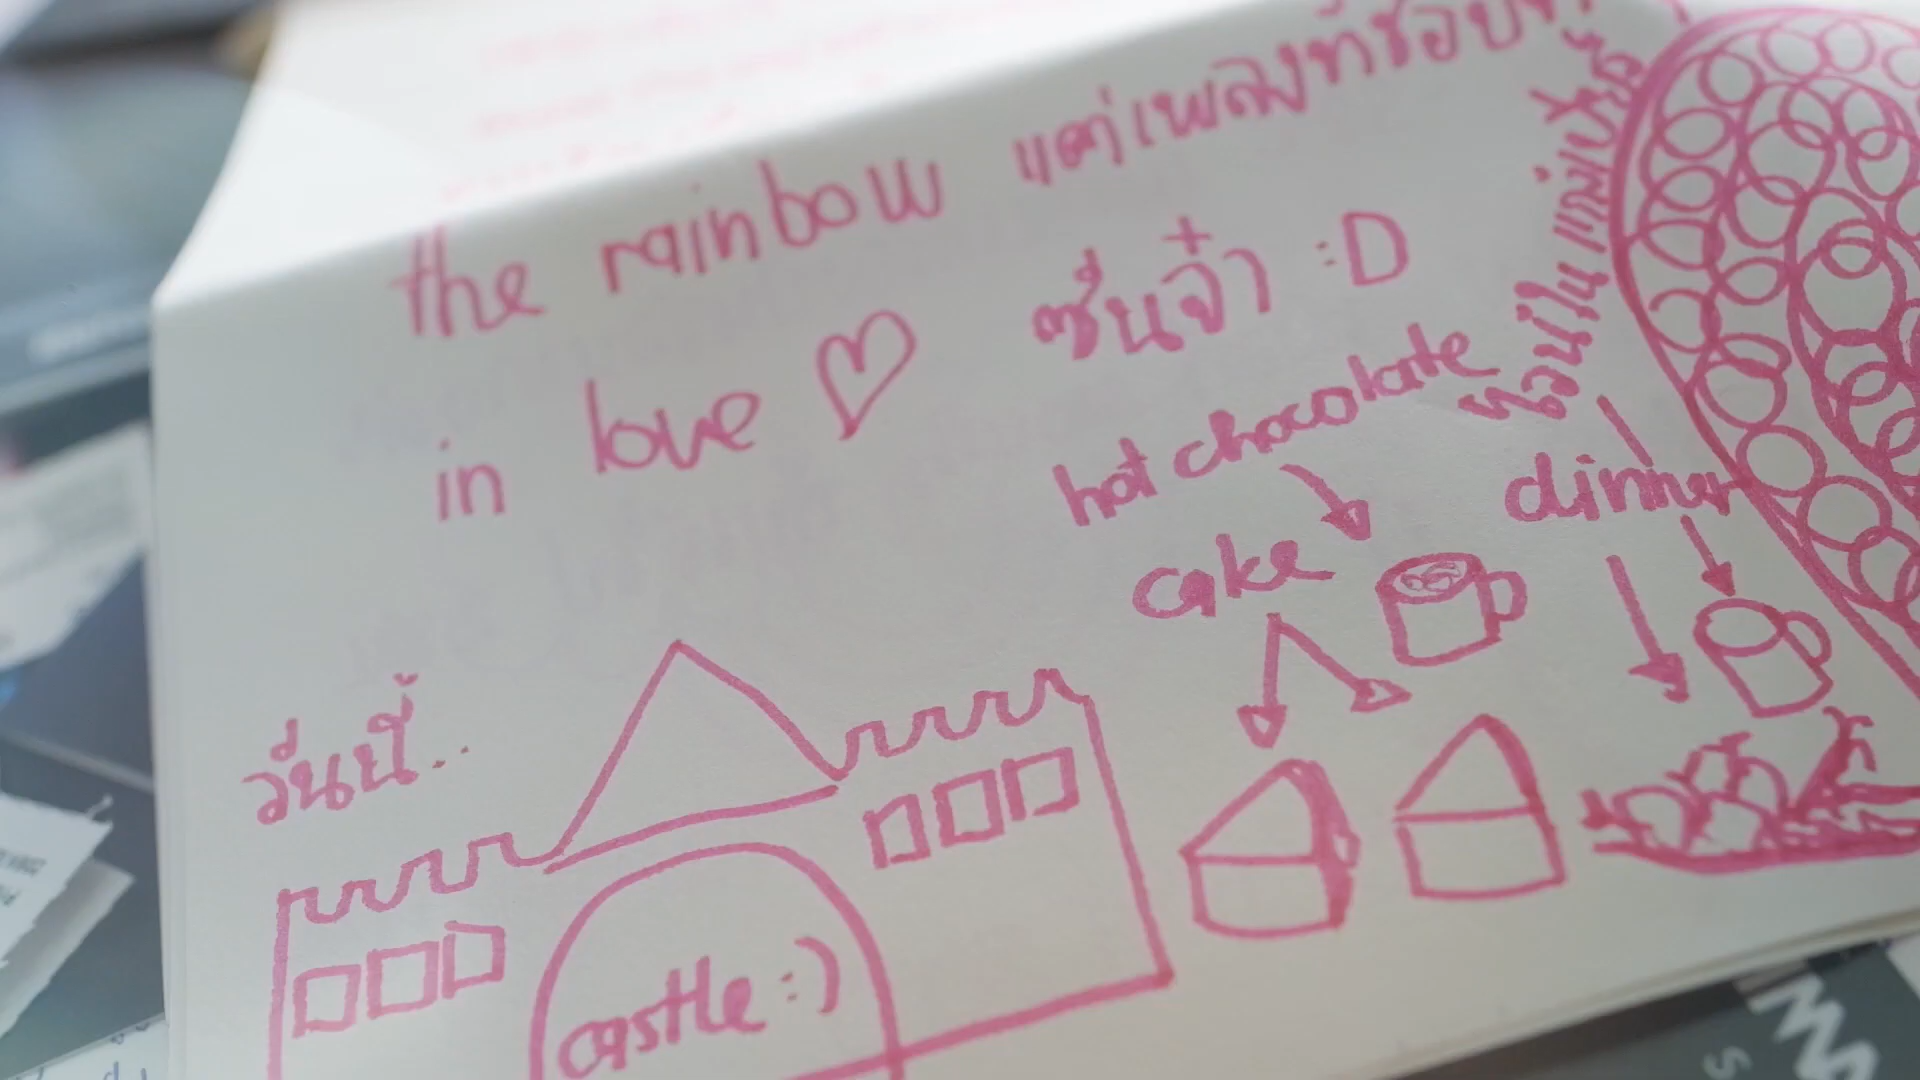 the rainbow แต่เพลงที่ชอบ
in love ซึนจ๋า :D
hot chocolate
cake
dinner
วันนี้..
castle :)